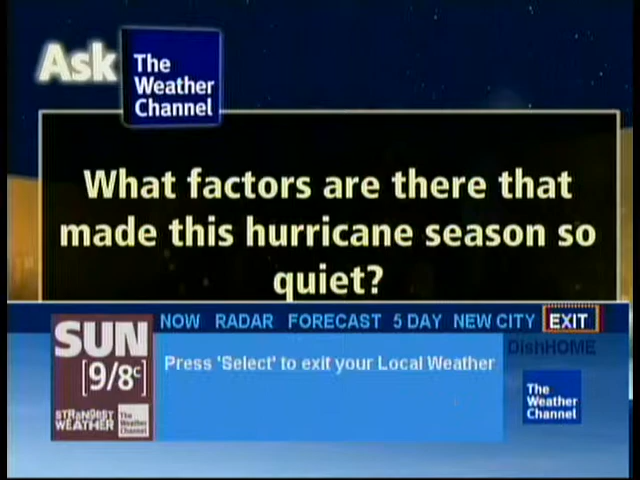 Ask
The
Weather
Channel
What factors are there that
made this hurricane season so
quiet?
NOW RADAR FORECAST 5 DAY NEW CITY EXIT
DishHOME
SUN
[9/8c]
STRANGEST
WEATHER
The
Weather
Channel
Press 'Select' to exit your Local Weather
The
Weather
Channel